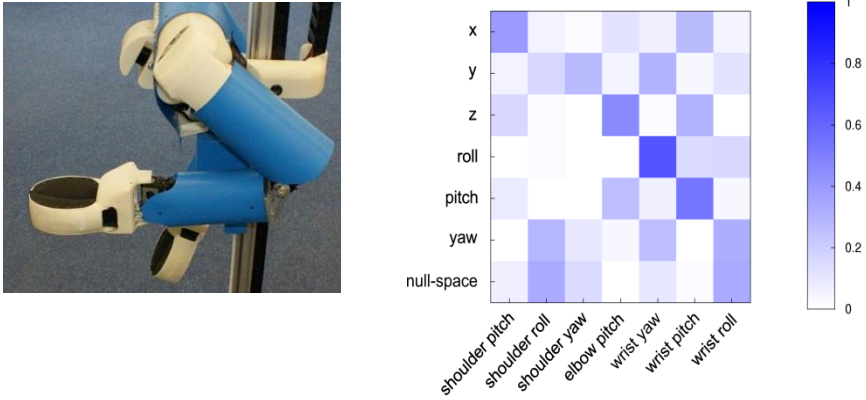 x
y
z
roll
pitch
yaw
null-space
shoulder pitch
shoulder roll
shoulder yaw
elbow pitch
wrist yaw
wrist pitch
wrist roll
1
0.8
0.6
0.4
0.2
0